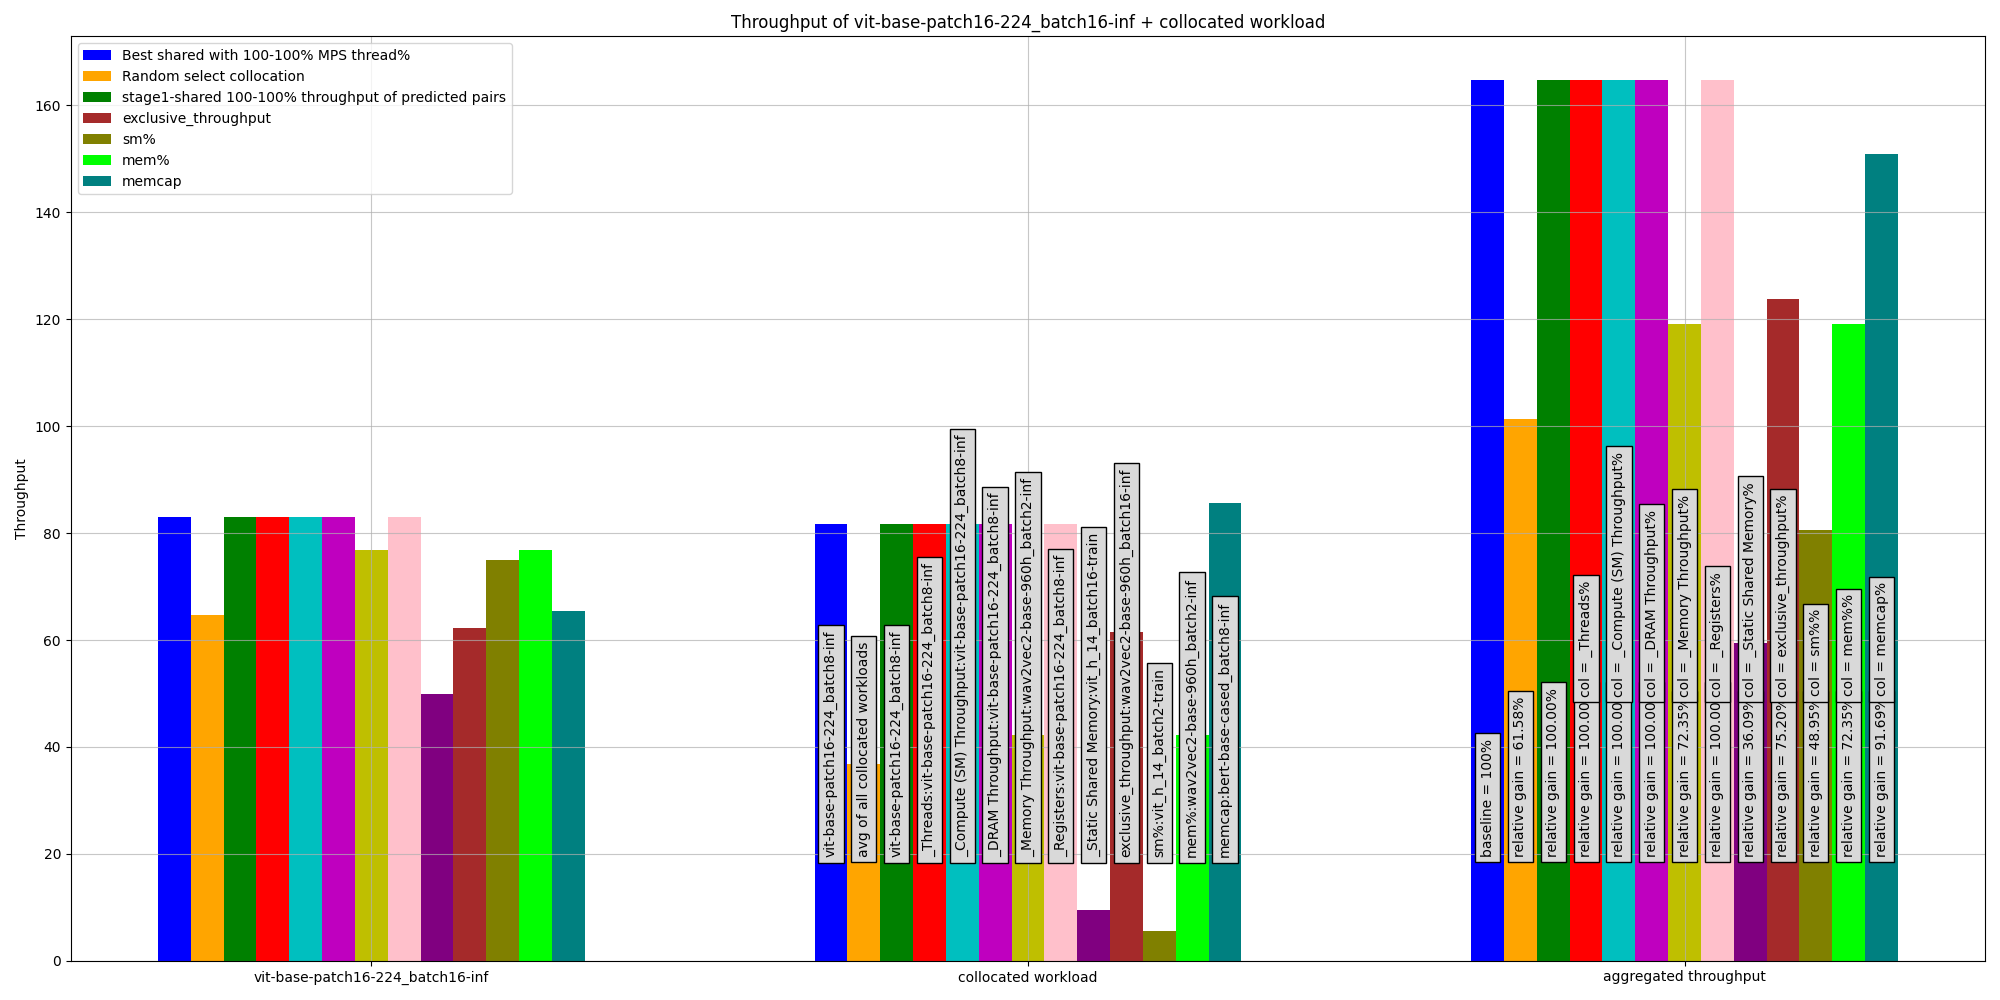 Throughput of vit-base-patch16-224_batch16-inf + collocated workload
Best shared with 100-100% MPS thread%
Random select collocation
stage1-shared 100-100% throughput of predicted pairs
exclusive_throughput
sm%
mem%
memcap
Throughput
160
140
120
100
80
60
40
20
0
vit-base-patch16-224_batch8-inf
avg of all collocated workloads
vit-base-patch16-224_batch8-inf
_Threads:vit-base-patch16-224_batch8-inf
_Compute (SM) Throughput:vit-base-patch16-224_batch8-inf
_DRAM Throughput:vit-base-patch16-224_batch8-inf
_Memory Throughput:wav2vec2-base-960h_batch2-inf
_Registers:vit-base-patch16-224_batch8-inf
_Static Shared Memory:vit_h_14_batch16-train
exclusive_throughput:wav2vec2-base-960h_batch16-inf
sm%:vit_h_14_batch2-train
mem%:wav2vec2-base-960h_batch2-inf
memcap:bert-base-cased_batch8-inf
baseline = 100%
relative gain = 61.58%
relative gain = 100.00%
relative gain = 100.00 col = _Threads%
relative gain = 100.00 col = _Compute (SM) Throughput%
relative gain = 100.00 col = _DRAM Throughput%
relative gain = 72.35% col = _Memory Throughput%
relative gain = 100.00 col = _Registers%
relative gain = 36.09% col = _Static Shared Memory%
relative gain = 75.20% col = exclusive_throughput%
relative gain = 48.95% col = sm%%
relative gain = 72.35% col = mem%%
relative gain = 91.69% col = memcap%
vit-base-patch16-224_batch16-inf
collocated workload
aggregated throughput